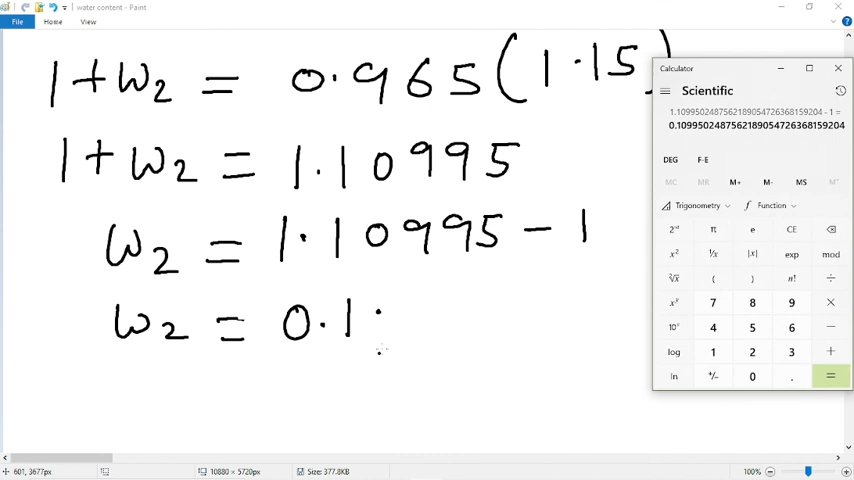 water content - Paint
File Home View
1+w2 = 0.965(1.15)
1+w2 = 1.10995
w2 = 1.10995 - 1
w2 = 0.1
Calculator
Scientific
1.1099502487562189054726368159204 - 1 =
0.1099502487562189054726368159204
DEG F-E
MC MR M+ M- MS M˅
Trigonometry f Function
2ⁿᵈ π e CE
x² ¹/x |x| exp mod
²√x ( ) n! ÷
xʸ 7 8 9 ×
10ˣ 4 5 6 −
log 1 2 3 +
ln +/− 0 . =
601, 3677px 10880 × 5720px Size: 377.8KB 100%